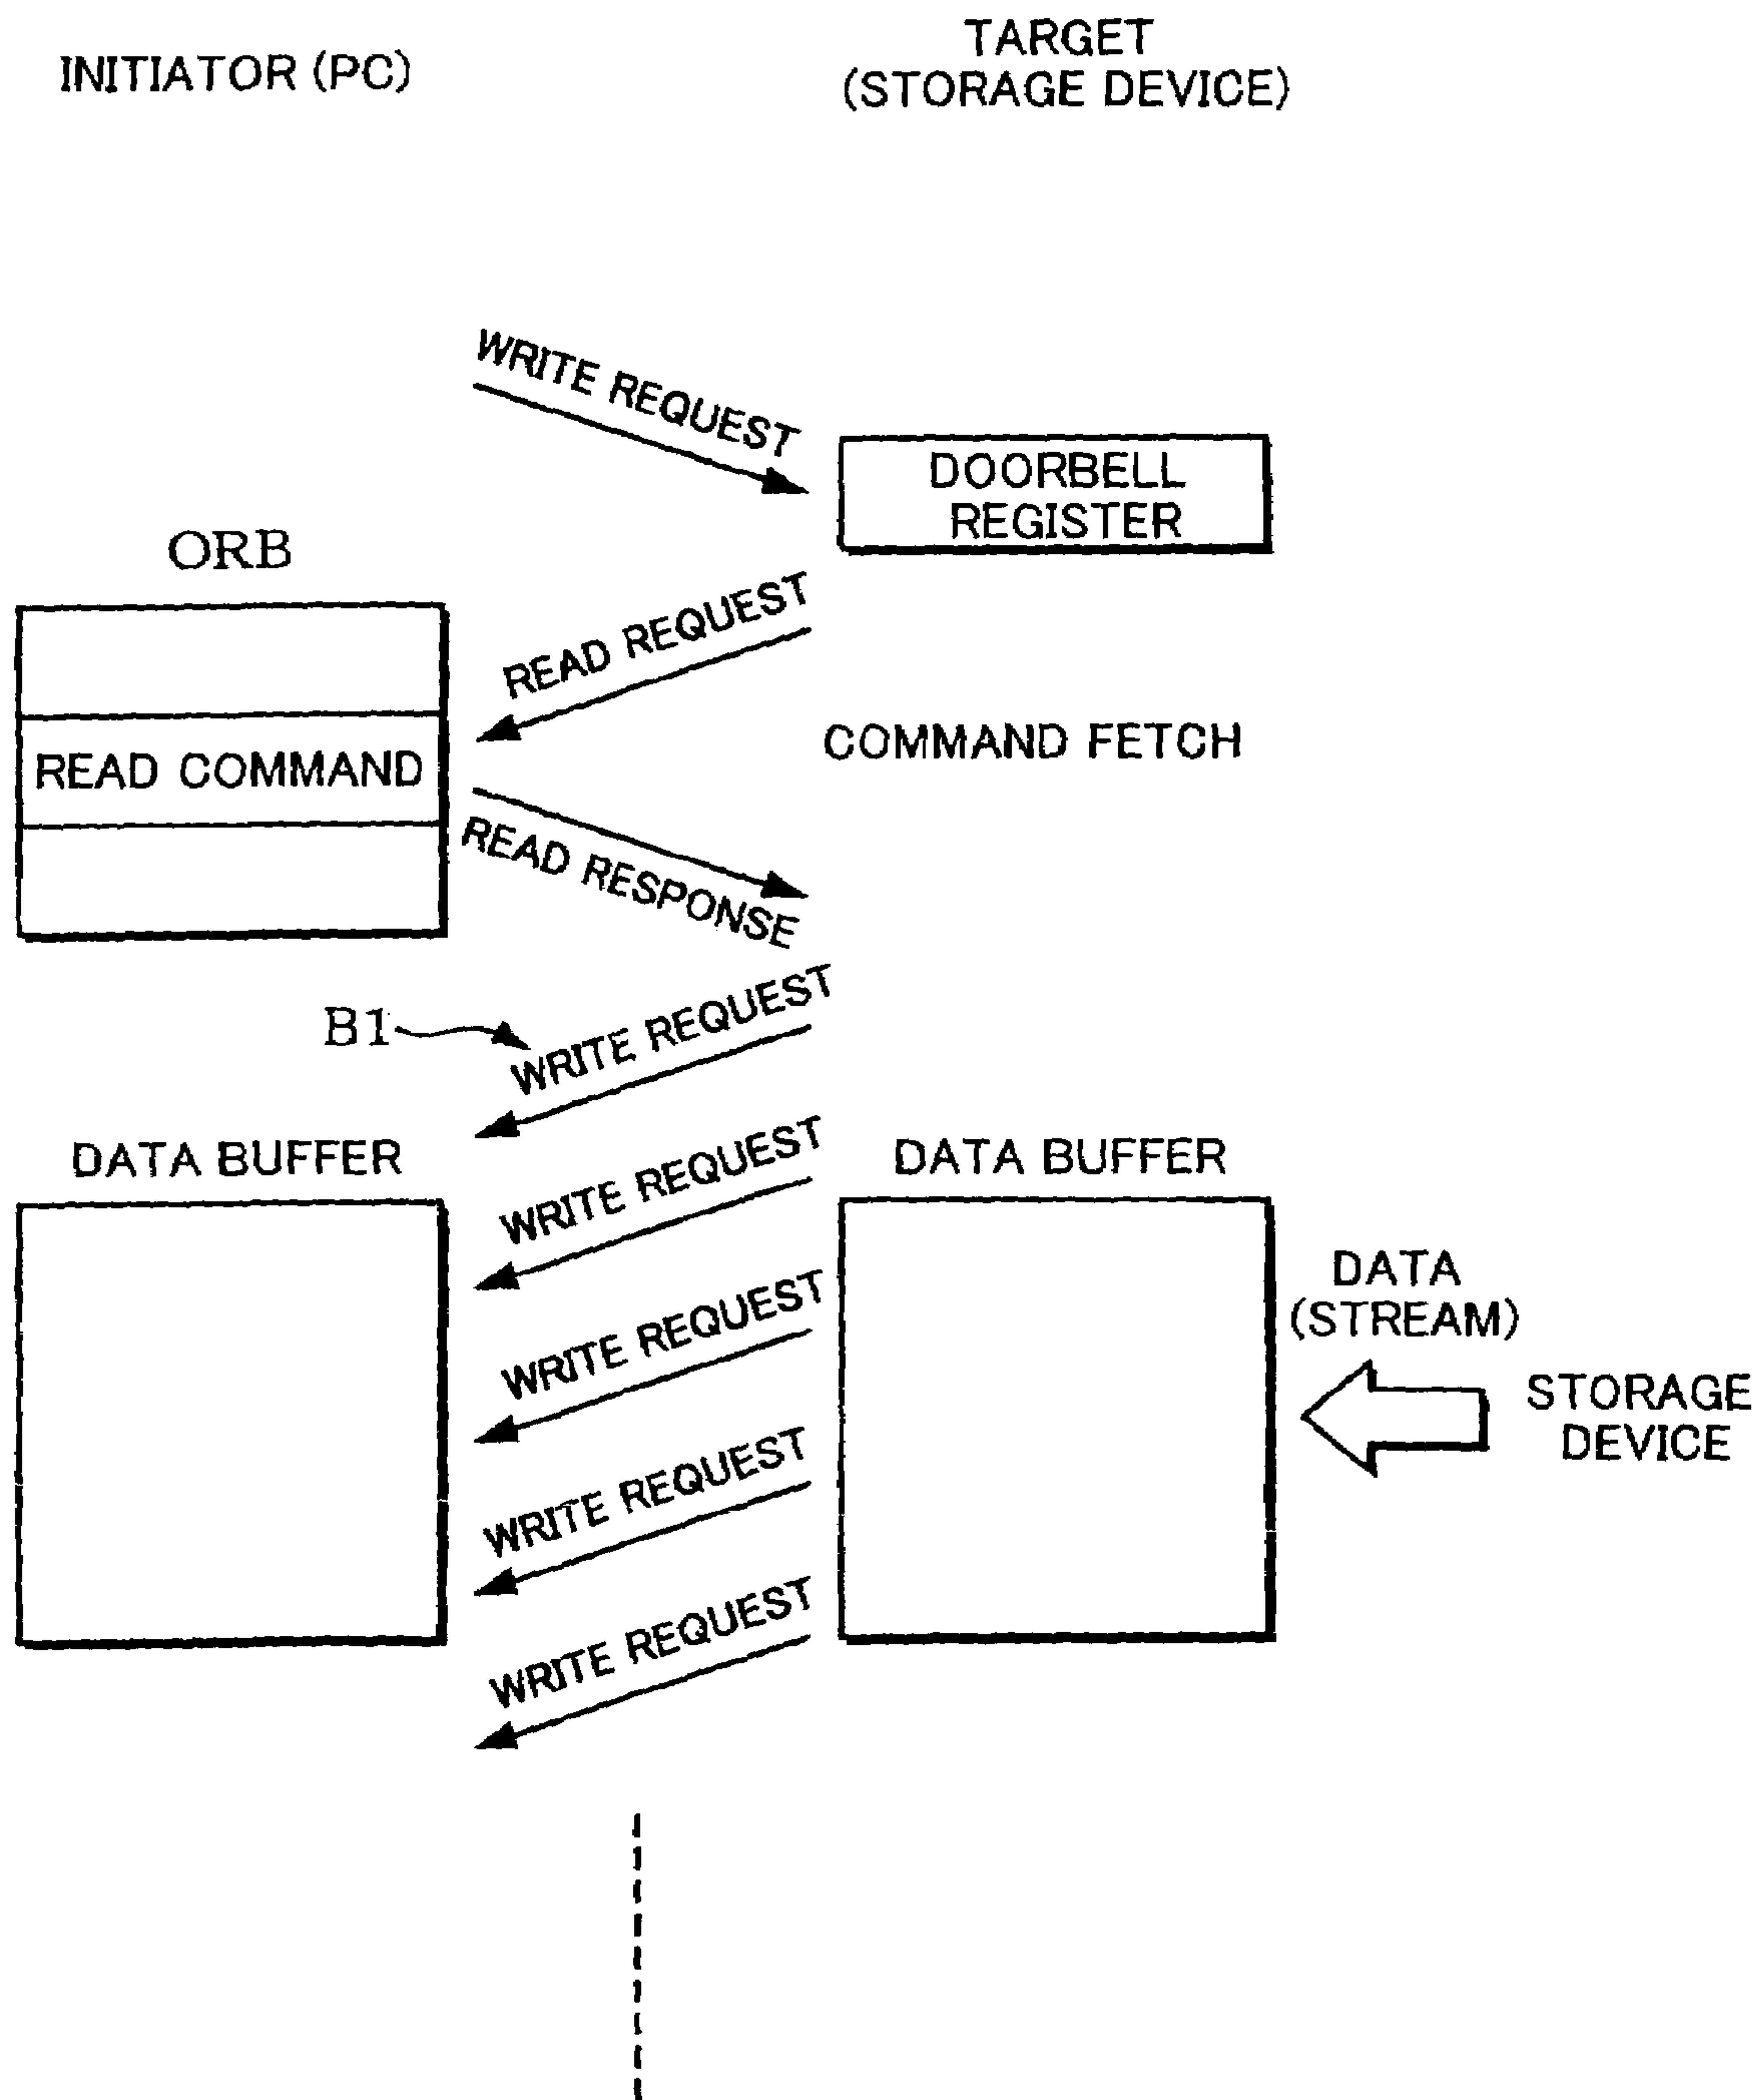 INITIATOR (PC)
TARGET
(STORAGE DEVICE)
WRITE REQUEST
DOORBELL
REGISTER
ORB
READ REQUEST
COMMAND FETCH
READ COMMAND
READ RESPONSE
B1
WRITE REQUEST
DATA BUFFER
WRITE REQUEST
DATA BUFFER
WRITE REQUEST
DATA
(STREAM)
STORAGE
DEVICE
WRITE REQUEST
WRITE REQUEST